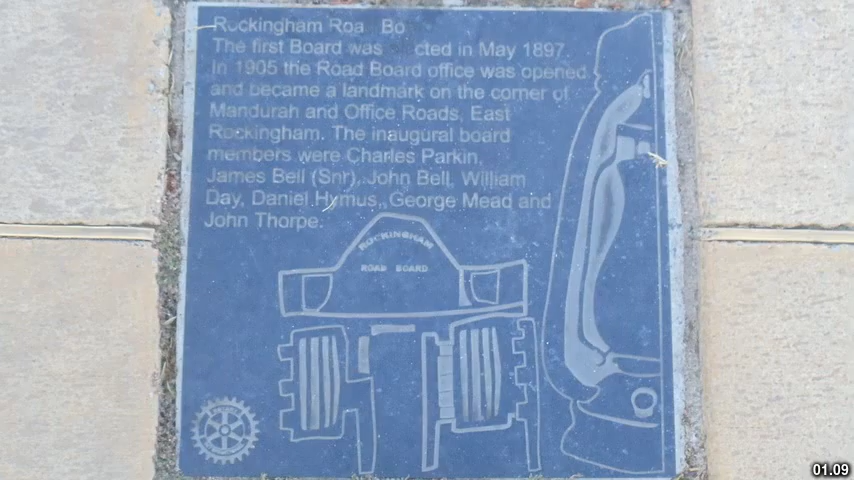 Rockingham Roa Bo
The first Board was cted in May 1897.
In 1905 the Road Board office was opened
and became a landmark on the corner of
Mandurah and Office Roads, East
Rockingham. The inaugural board
members were Charles Parkin,
James Bell (Snr), John Bell, William
Day, Daniel Hymus, George Mead and
John Thorpe.
ROCKINGHAM
ROAD BOARD
01.09